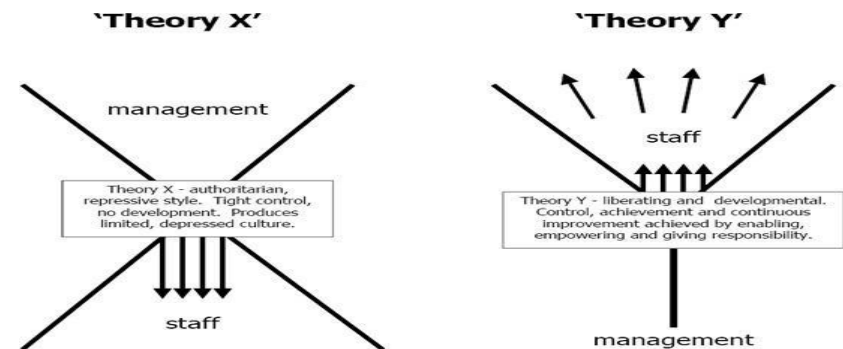 ‘Theory X’
management
Theory X - authoritarian,
repressive style. Tight control,
no development. Produces
limited, depressed culture.
staff
‘Theory Y’
staff
Theory Y - liberating and developmental.
Control, achievement and continuous
improvement achieved by enabling,
empowering and giving responsibility.
management